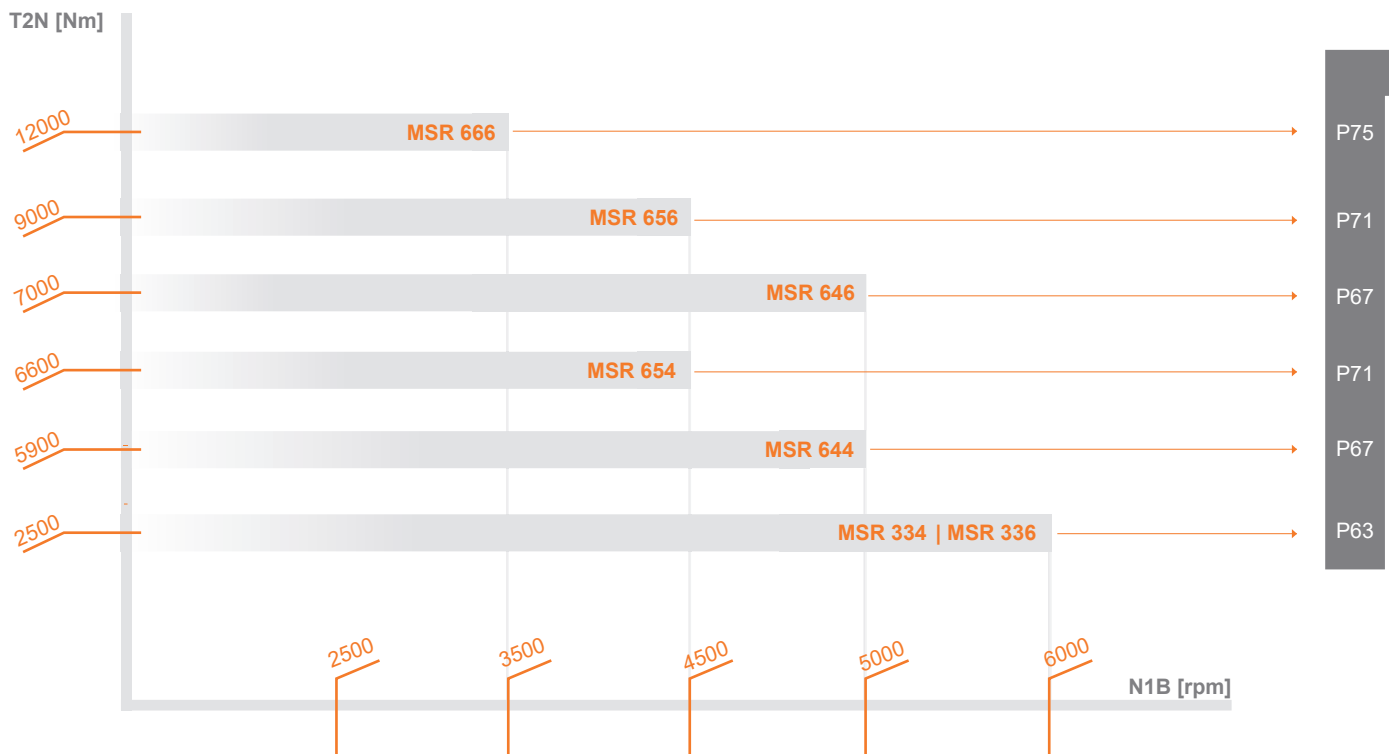 T2N [Nm]
12000
MSR 666
P75
9000
MSR 656
P71
7000
MSR 646
P67
6600
MSR 654
P71
5900
MSR 644
P67
2500
MSR 334 | MSR 336
P63
2500
3500
4500
5000
6000
N1B [rpm]